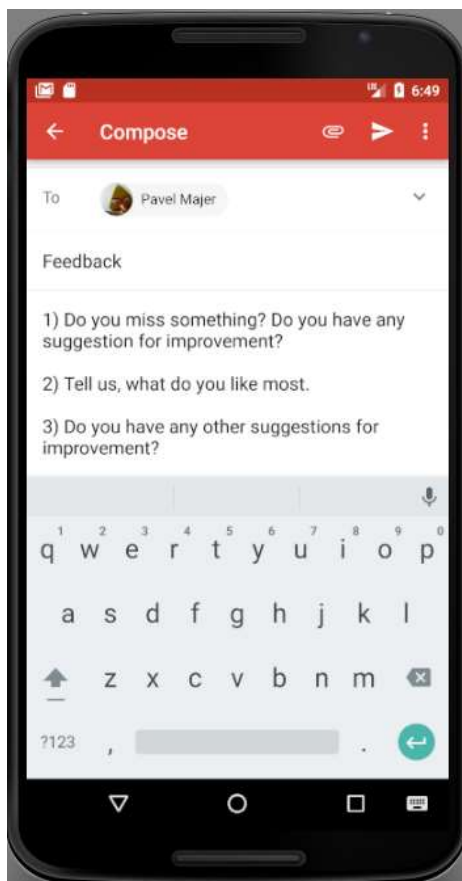 6:49
Compose
To Pavel Majer
Feedback
1) Do you miss something? Do you have any
suggestion for improvement?
2) Tell us, what do you like most.
3) Do you have any other suggestions for
improvement?
1 2 3 4 5 6 7 8 9 0
q w e r t y u i o p
a s d f g h j k l
z x c v b n m
?123 , .